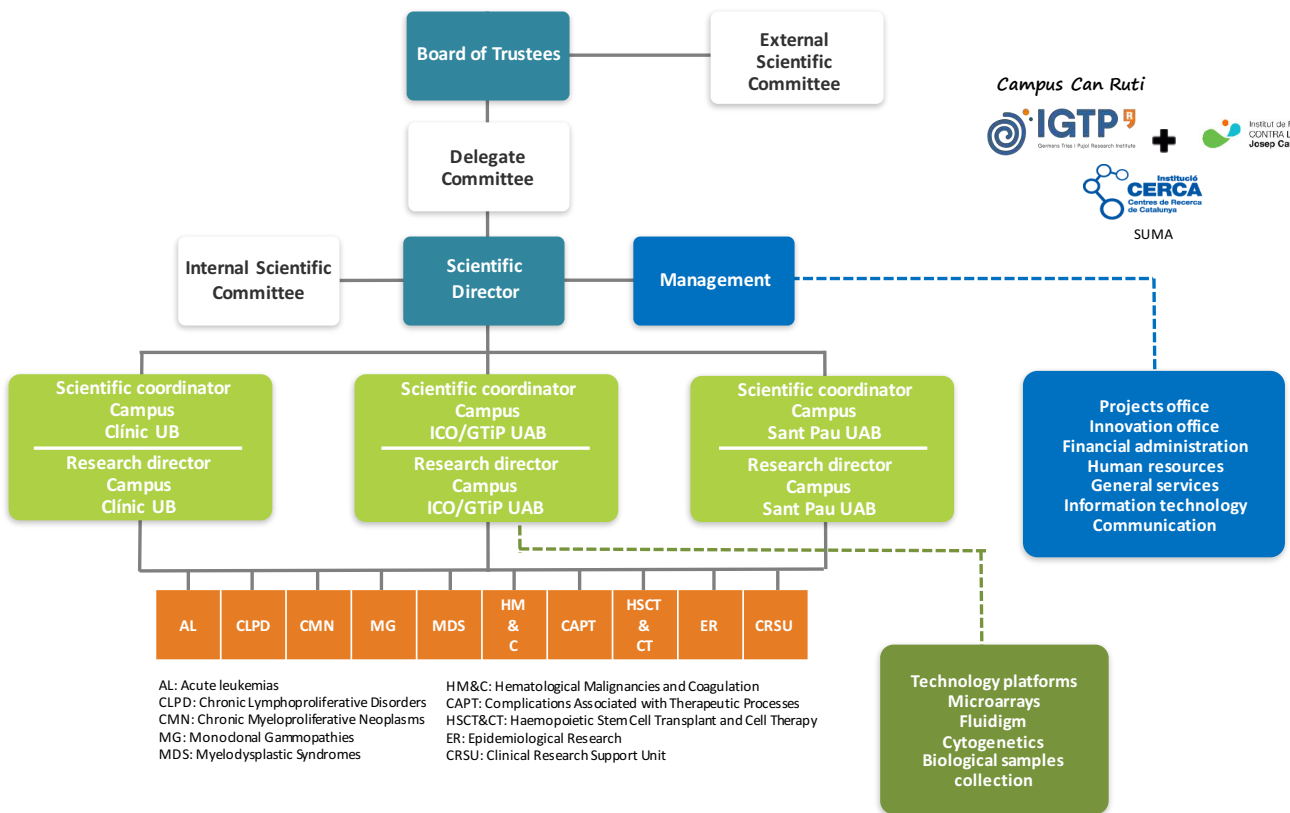 Board of Trustees
External
Scientific
Committee
Campus Can Ruti
IGTP
Germans Trias i Pujol Research Institute
Institut de
CONTRA L
Josep Ca
Institució
CERCA
Centres de Recerca
de Catalunya
SUMA
Delegate
Committee
Internal Scientific
Committee
Scientific
Director
Management
Scientific coordinator
Campus
Clínic UB
Research director
Campus
Clínic UB
Scientific coordinator
Campus
ICO/GTiP UAB
Research director
Campus
ICO/GTiP UAB
Scientific coordinator
Campus
Sant Pau UAB
Research director
Campus
Sant Pau UAB
Projects office
Innovation office
Financial administration
Human resources
General services
Information technology
Communication
AL
CLPD
CMN
MG
MDS
HM
&
C
CAPT
HSCT
&
CT
ER
CRSU
AL: Acute leukemias
CLPD: Chronic Lymphoproliferative Disorders
CMN: Chronic Myeloproliferative Neoplasms
MG: Monoclonal Gammopathies
MDS: Myelodysplastic Syndromes
HM&C: Hematological Malignancies and Coagulation
CAPT: Complications Associated with Therapeutic Processes
HSCT&CT: Haemopoietic Stem Cell Transplant and Cell Therapy
ER: Epidemiological Research
CRSU: Clinical Research Support Unit
Technology platforms
Microarrays
Fluidigm
Cytogenetics
Biological samples
collection